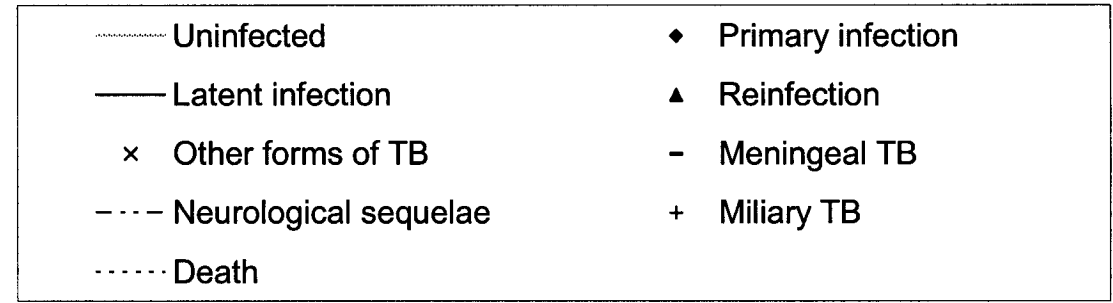 Uninfected
Primary infection
Latent infection
Reinfection
Other forms of TB
Meningeal TB
Neurological sequelae
Miliary TB
Death